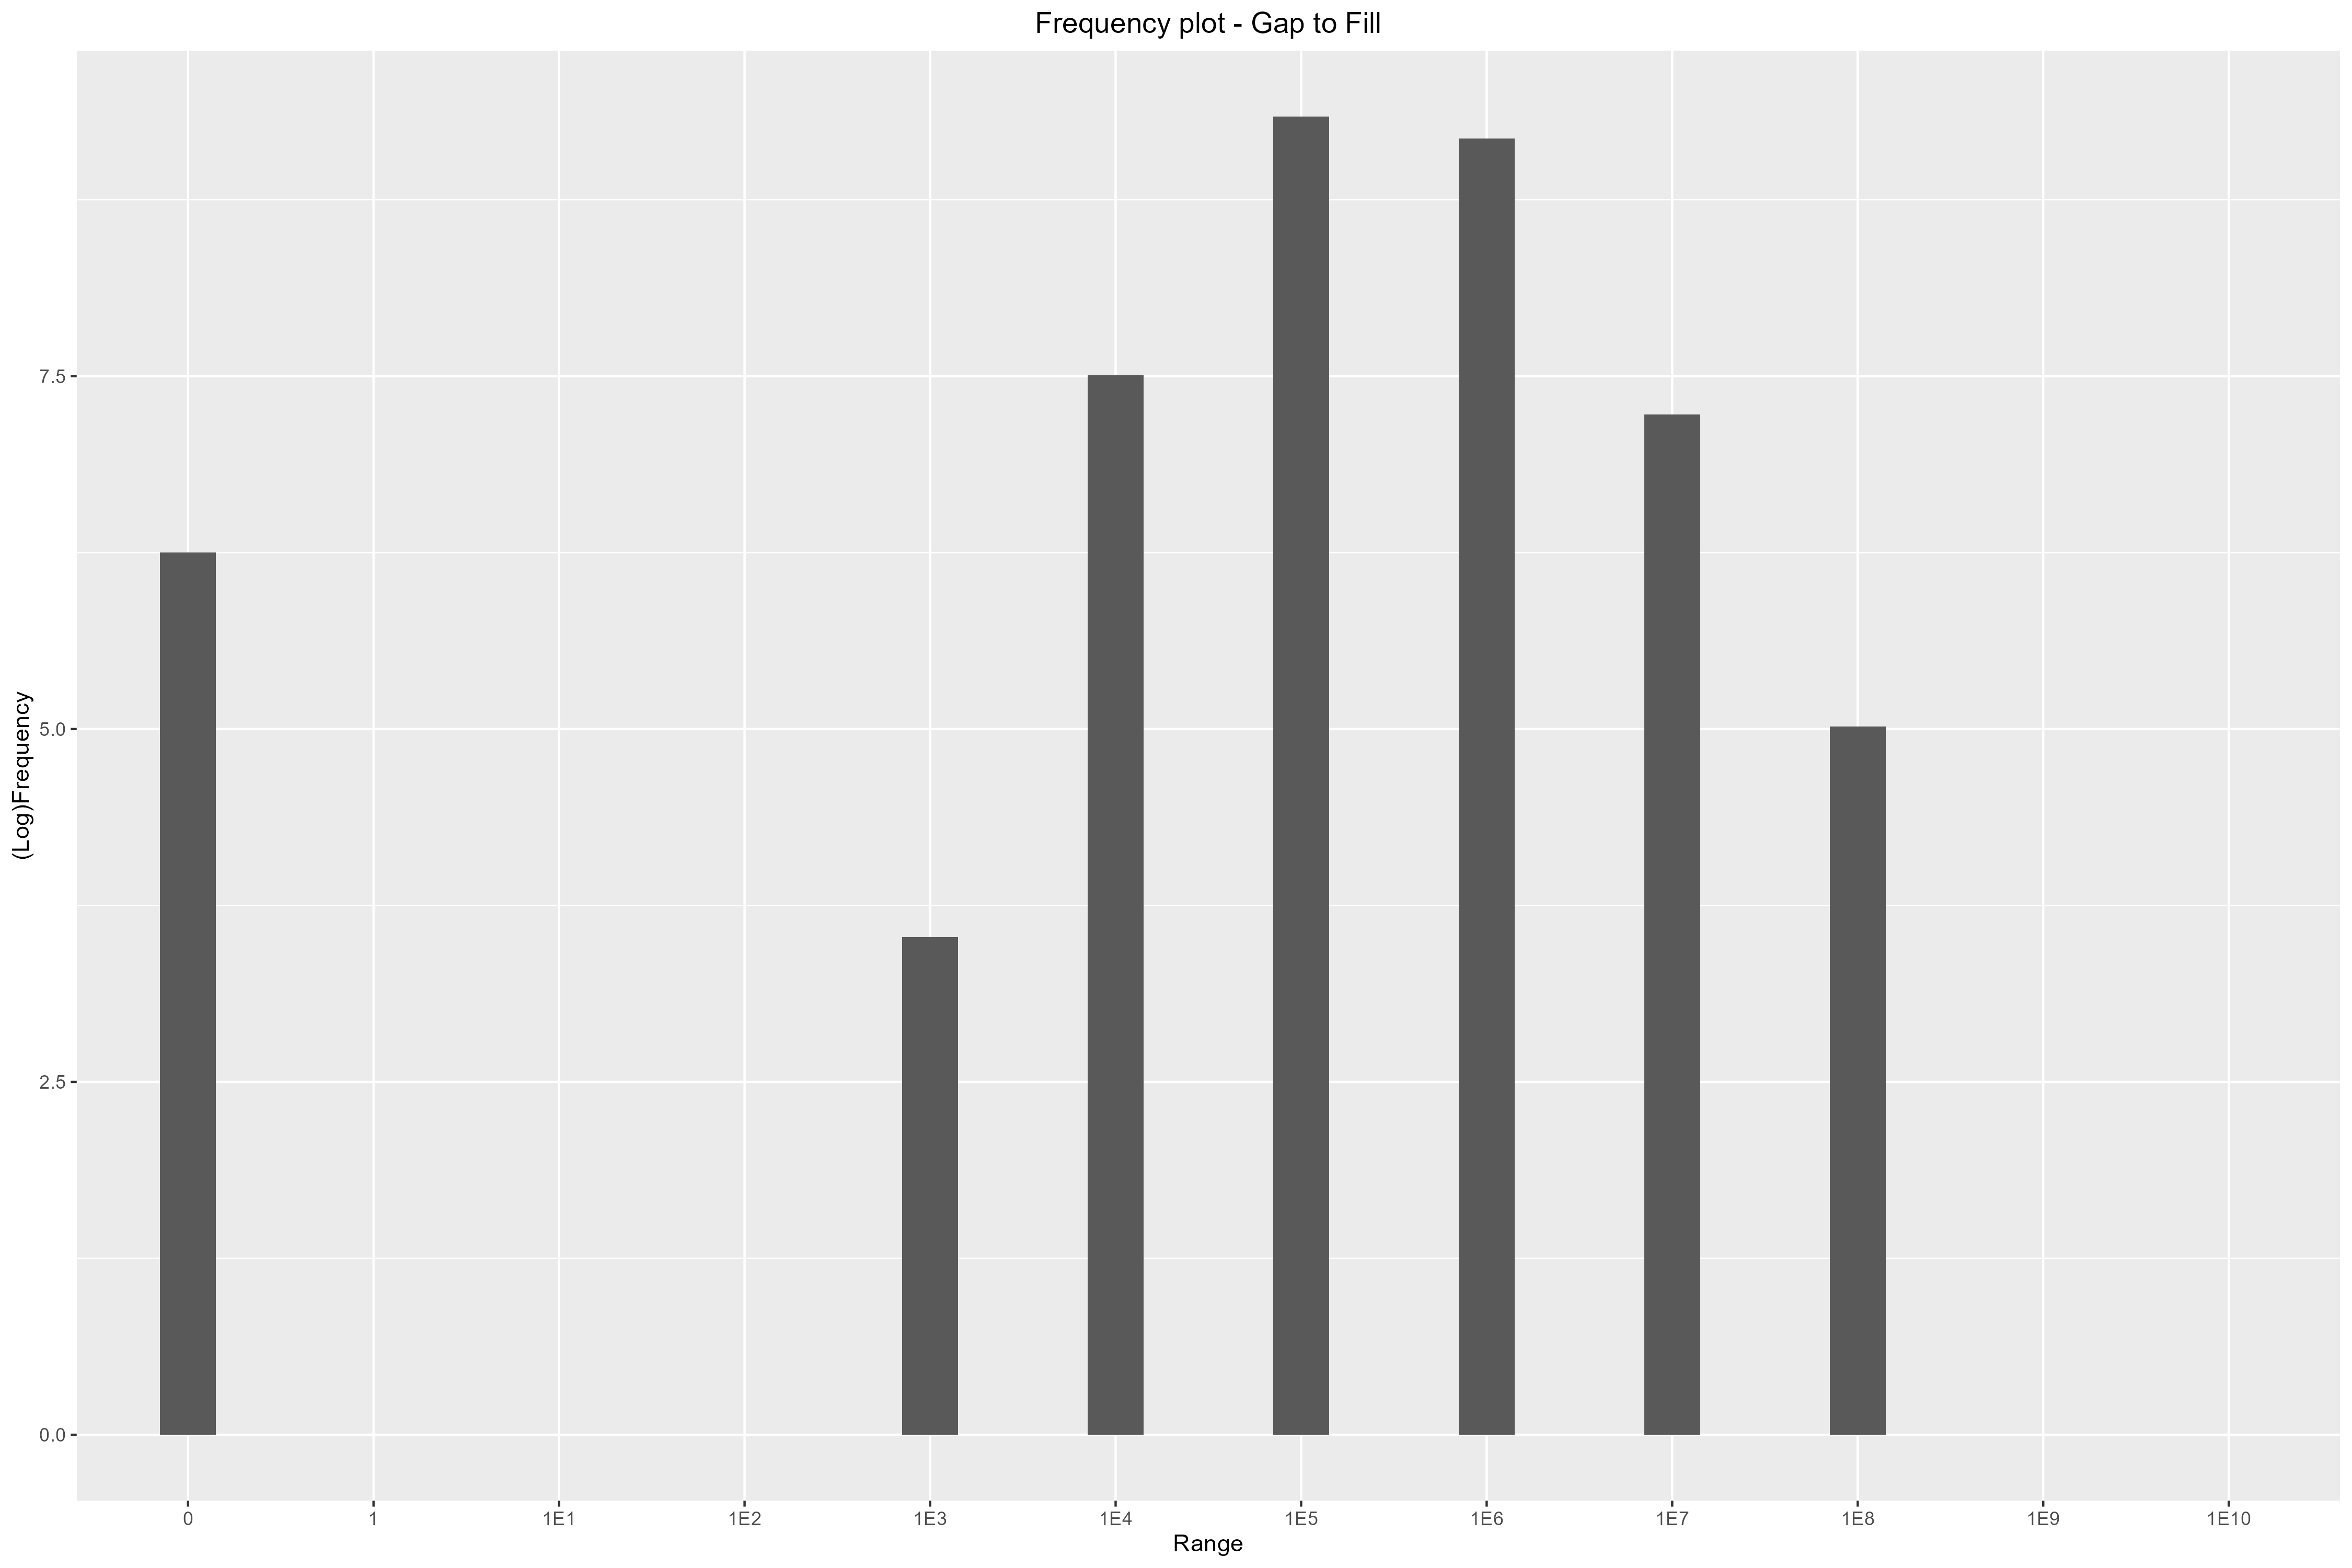 Frequency plot - Gap to Fill
(Log)Frequency
7.5
5.0
2.5
0.0
0 1 1E1 1E2 1E3 1E4 1E5 1E6 1E7 1E8 1E9 1E10
Range